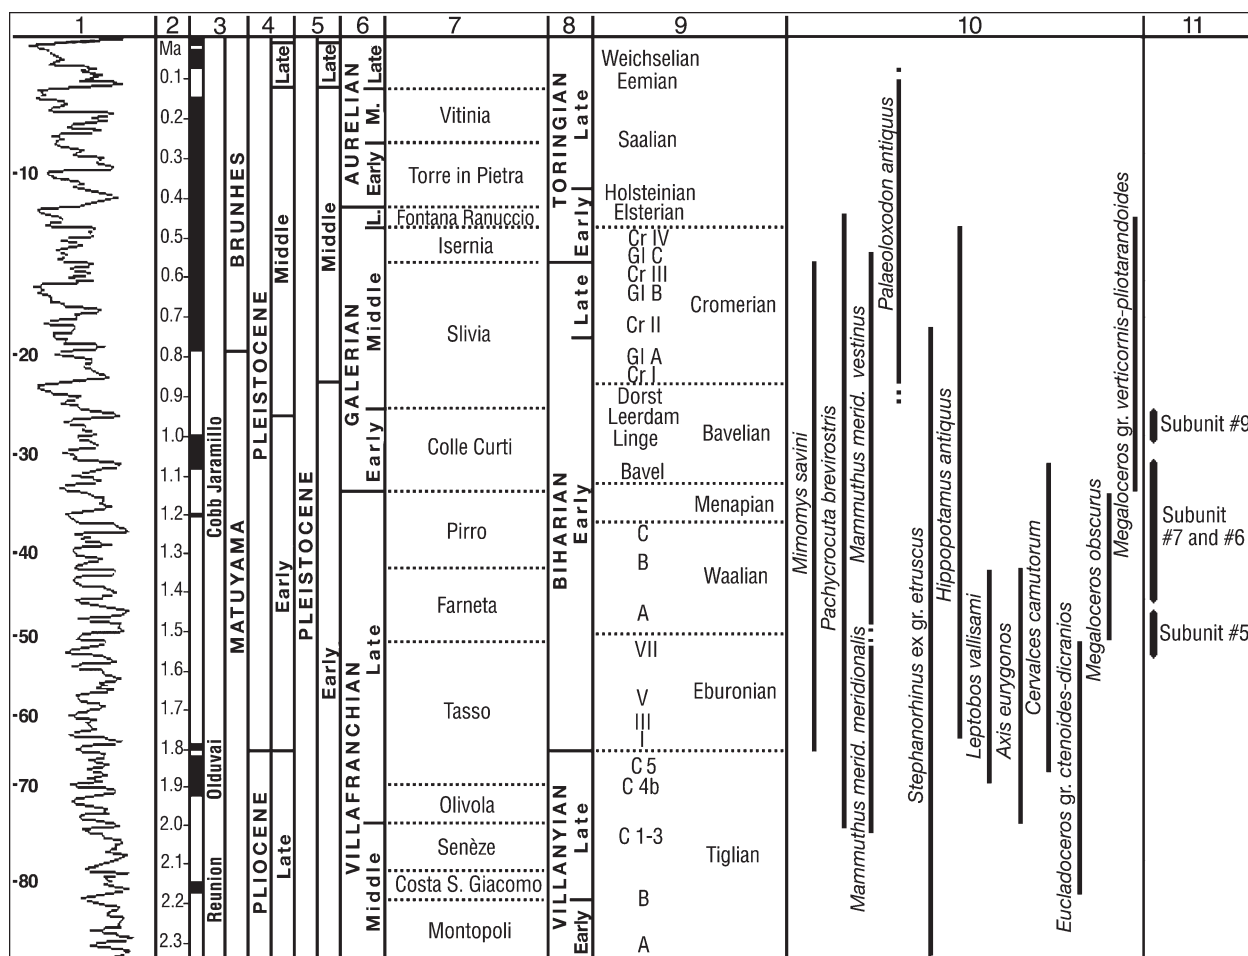 1 2 3 4 5 6 7 8 9 10 11
-10
-20
-30
-40
-50
-60
-70
-80
Ma
0.1
0.2
0.3
0.4
0.5
0.6
0.7
0.8
0.9
1.0
1.1
1.2
1.3
1.4
1.5
1.6
1.7
1.8
1.9
2.0
2.1
2.2
2.3
Cobb Jaramillo
Olduvai
Reunion
BRUNHES
MATUYAMA
PLEISTOCENE
PLIOCENE
Late
Middle
Early
Late
PLEISTOCENE
Late
Middle
Early
AURELIAN
GALERIAN
VILLAFRANCHIAN
Late
M.
Early
L.
Middle
Early
Late
Middle
Vitinia
Torre in Pietra
Fontana Ranuccio
Isernia
Slivia
Colle Curti
Pirro
Farneta
Tasso
Olivola
Senèze
Costa S. Giacomo
Montopoli
TORINGIAN
BIHARIAN
VILLANYIAN
Late
Early
Late
Early
Late
Early
Weichselian
Eemian
Saalian
Holsteinian
Elsterian
Cr IV
Gl C
Cr III
Gl B
Cr II
Gl A
Cr I
Cromerian
Dorst
Leerdam
Linge
Bavel
Bavelian
Menapian
C
B
A
Waalian
VII
V
III
I
Eburonian
C 5
C 4b
C 1-3
B
A
Tiglian
Mimomys savini
Pachycrocuta brevirostris
Mammuthus merid. vestinus
Mammuthus merid. meridionalis
Palaeoloxodon antiquus
Stephanorhinus ex gr. etruscus
Hippopotamus antiquus
Leptobos vallisami
Axis eurygonos
Cervalces carnutorum
Eucladoceros gr. ctenoides-dicranios
Megaloceros obscurus
Megaloceros gr. verticornis-pliotarandoides
Subunit #9
Subunit
#7 and #6
Subunit #5